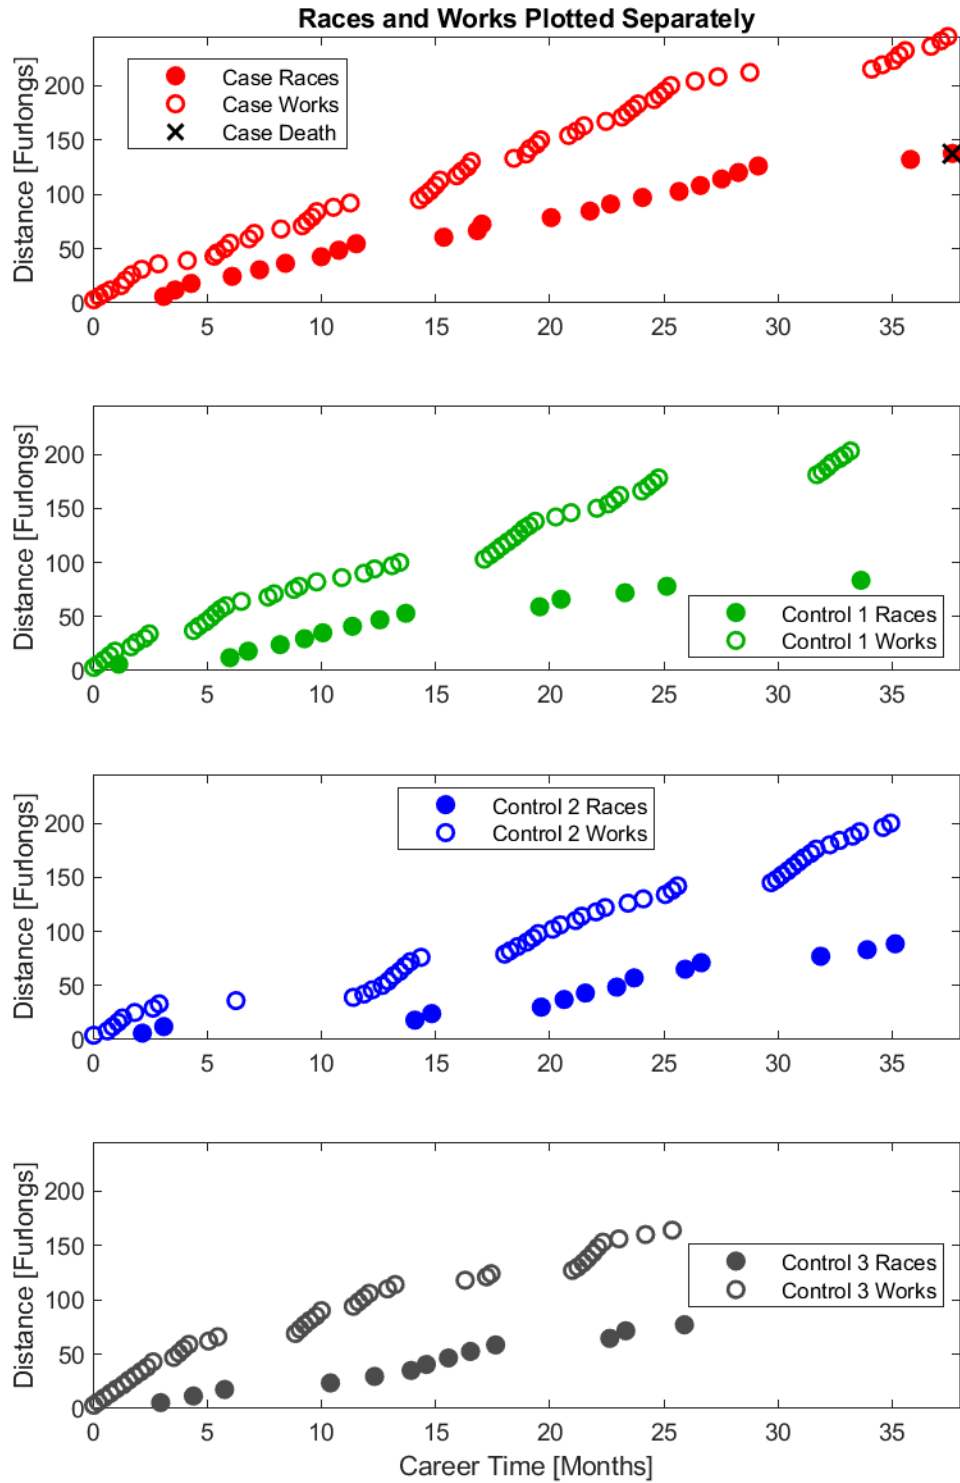 Races and Works Plotted Separately
Distance [Furlongs]
200
150
100
50
0
Case Races
Case Works
Case Death
0 5 10 15 20 25 30 35
Distance [Furlongs]
200
150
100
50
0
Control 1 Races
Control 1 Works
0 5 10 15 20 25 30 35
Distance [Furlongs]
200
150
100
50
0
Control 2 Races
Control 2 Works
0 5 10 15 20 25 30 35
Distance [Furlongs]
200
150
100
50
0
Control 3 Races
Control 3 Works
0 5 10 15 20 25 30 35
Career Time [Months]